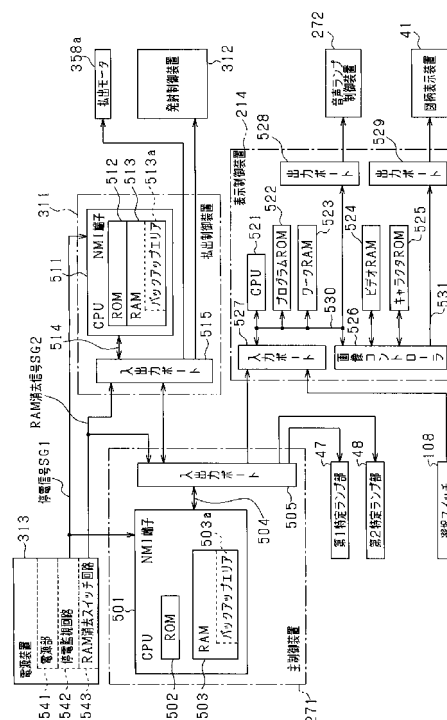 電源装置
313
電源部
541
停電監視回路
542
RAM消去スイッチ回路
543
停電信号SG1
RAM消去信号SG2
主制御装置
271
501
CPU
NMI端子
ROM
502
RAM
503
バックアップエリア
503a
504
入出力ポート
505
払出制御装置
311
511
CPU
NMI端子
ROM
512
RAM
513
バックアップエリア
513a
514
入出力ポート
515
払出モータ
358a
発射制御装置
312
表示制御装置
214
入力ポート
527
CPU
521
プログラムROM
522
ワークRAM
523
530
ビデオRAM
524
キャラクタROM
525
画像コントローラ
526
531
出力ポート
528
出力ポート
529
音声ランプ制御装置
272
図柄表示装置
41
第1特定ランプ部
47
第2特定ランプ部
48
108